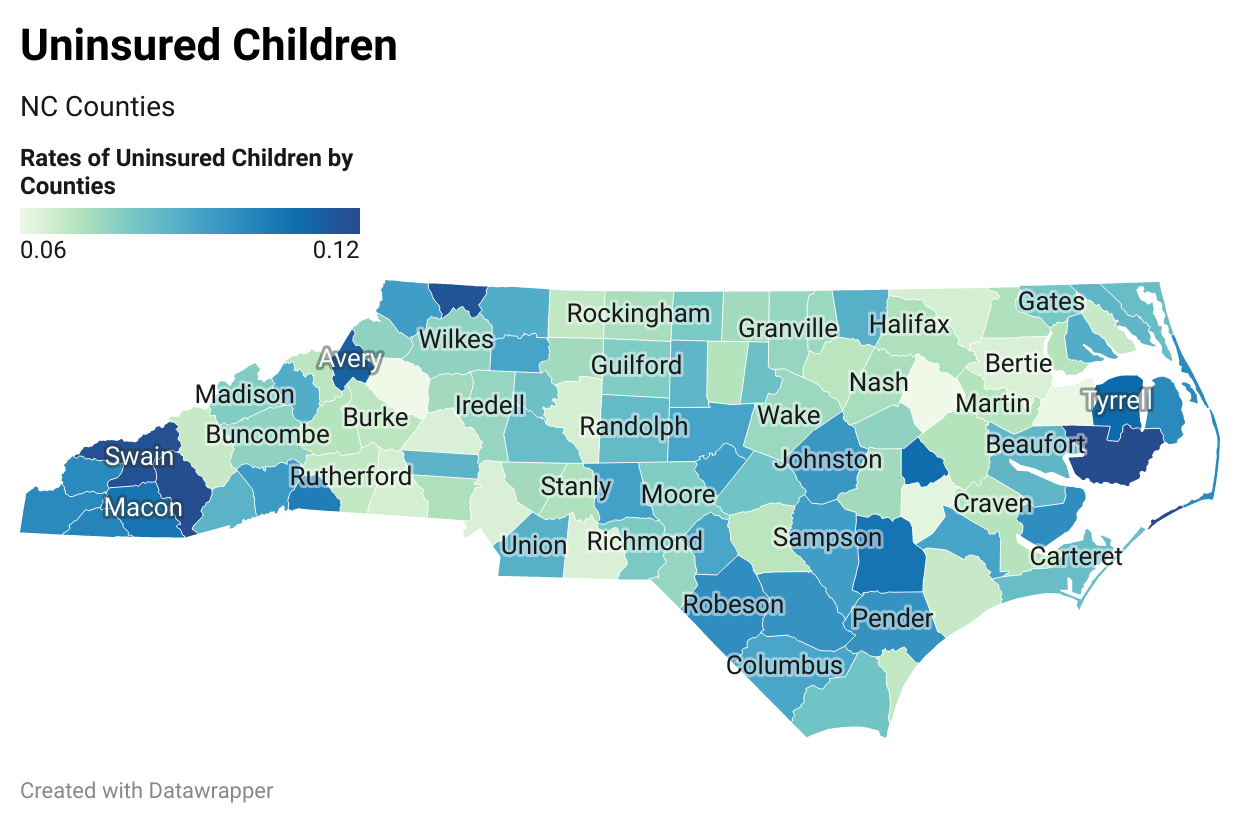 Uninsured Children
NC Counties
Rates of Uninsured Children by
Counties
0.06 0.12
Gates
Rockingham
Granville Halifax
Wilkes
Avery Guilford Bertie
Nash
Madison
Burke Iredell Martin Tyrrell
Wake
Buncombe Randolph
Beaufort
Swain Johnston
Rutherford
Stanly Moore
Macon Craven
Union Richmond Sampson
Carteret
Robeson
Pender
Columbus
Created with Datawrapper